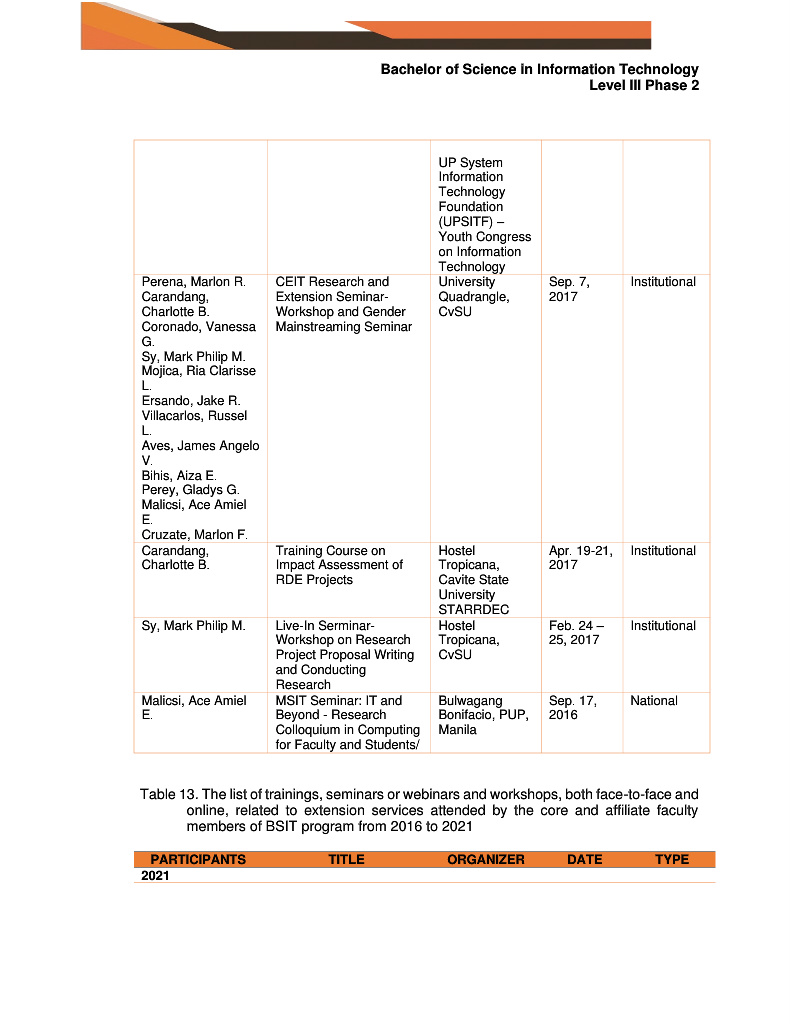 Bachelor of Science in Information Technology
Level III Phase 2
UP System
Information
Technology
Foundation
(UPSITF) –
Youth Congress
on Information
Technology
Perena, Marlon R.
Carandang,
Charlotte B.
Coronado, Vanessa
G.
Sy, Mark Philip M.
Mojica, Ria Clarisse
L.
Ersando, Jake R.
Villacarlos, Russel
L.
Aves, James Angelo
V.
Bihis, Aiza E.
Perey, Gladys G.
Malicsi, Ace Amiel
E.
Cruzate, Marlon F.
CEIT Research and
Extension Seminar-
Workshop and Gender
Mainstreaming Seminar
University
Quadrangle,
CvSU
Sep. 7,
2017
Institutional
Carandang,
Charlotte B.
Training Course on
Impact Assessment of
RDE Projects
Hostel
Tropicana,
Cavite State
University
STARRDEC
Apr. 19-21,
2017
Institutional
Sy, Mark Philip M.
Live-In Serminar-
Workshop on Research
Project Proposal Writing
and Conducting
Research
Hostel
Tropicana,
CvSU
Feb. 24 –
25, 2017
Institutional
Malicsi, Ace Amiel
E.
MSIT Seminar: IT and
Beyond - Research
Colloquium in Computing
for Faculty and Students/
Bulwagang
Bonifacio, PUP,
Manila
Sep. 17,
2016
National
Table 13. The list of trainings, seminars or webinars and workshops, both face-to-face and
online, related to extension services attended by the core and affiliate faculty
members of BSIT program from 2016 to 2021
PARTICIPANTS TITLE ORGANIZER DATE TYPE
2021